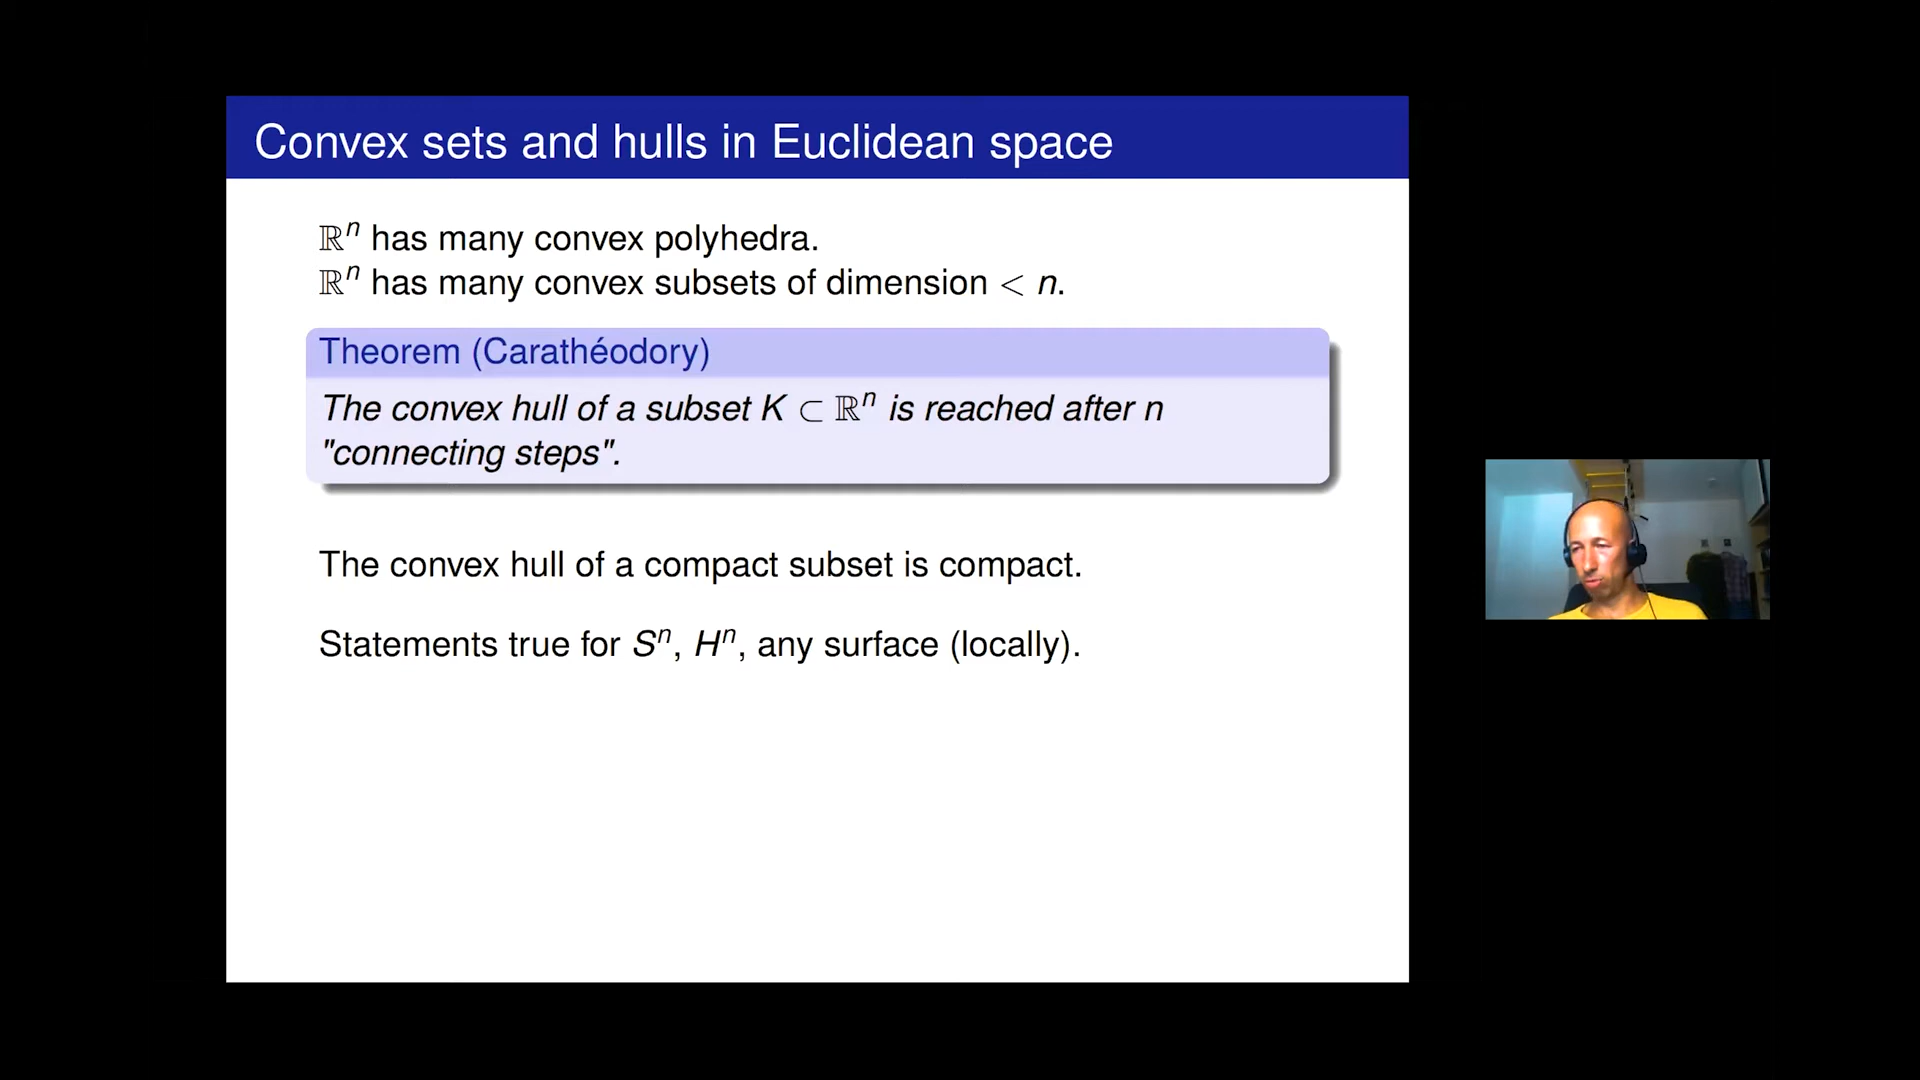 Convex sets and hulls in Euclidean space
ℝⁿ has many convex polyhedra.
ℝⁿ has many convex subsets of dimension < n.
Theorem (Carathéodory)
The convex hull of a subset K ⊂ ℝⁿ is reached after n
"connecting steps".
The convex hull of a compact subset is compact.
Statements true for Sⁿ, Hⁿ, any surface (locally).